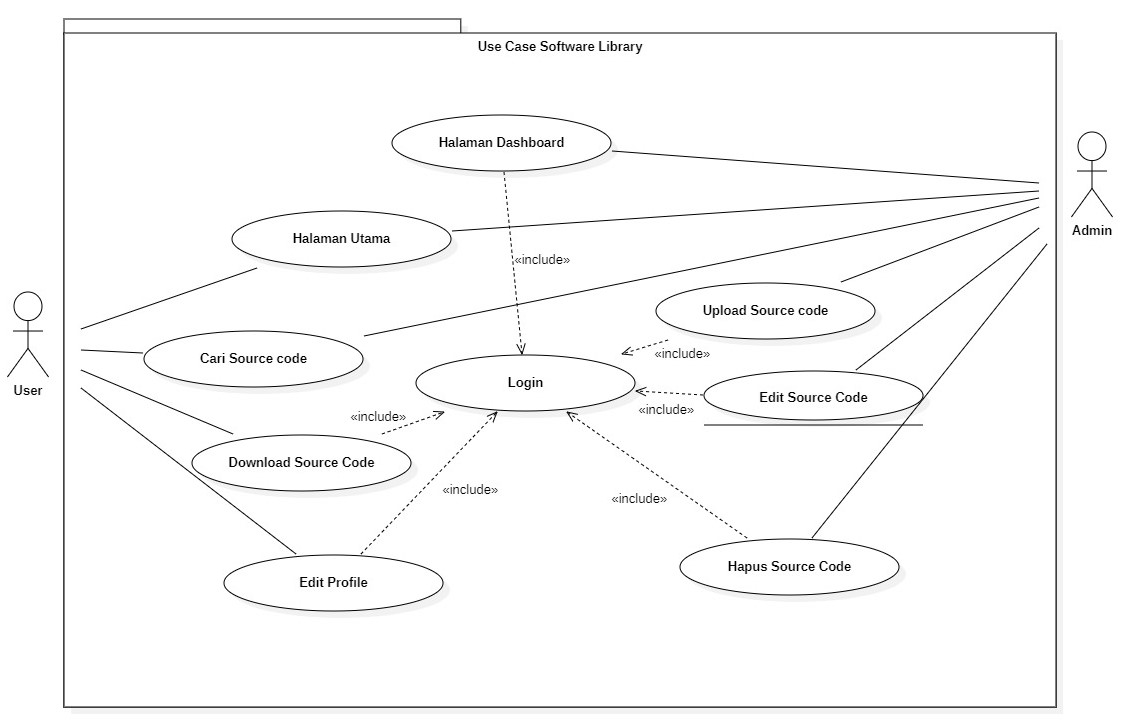 Use Case Software Library
Halaman Dashboard
Admin
Halaman Utama
«include»
Upload Source code
Cari Source code
«include»
User
Login
Edit Source Code
«include»
«include»
Download Source Code
«include»
«include»
Hapus Source Code
Edit Profile